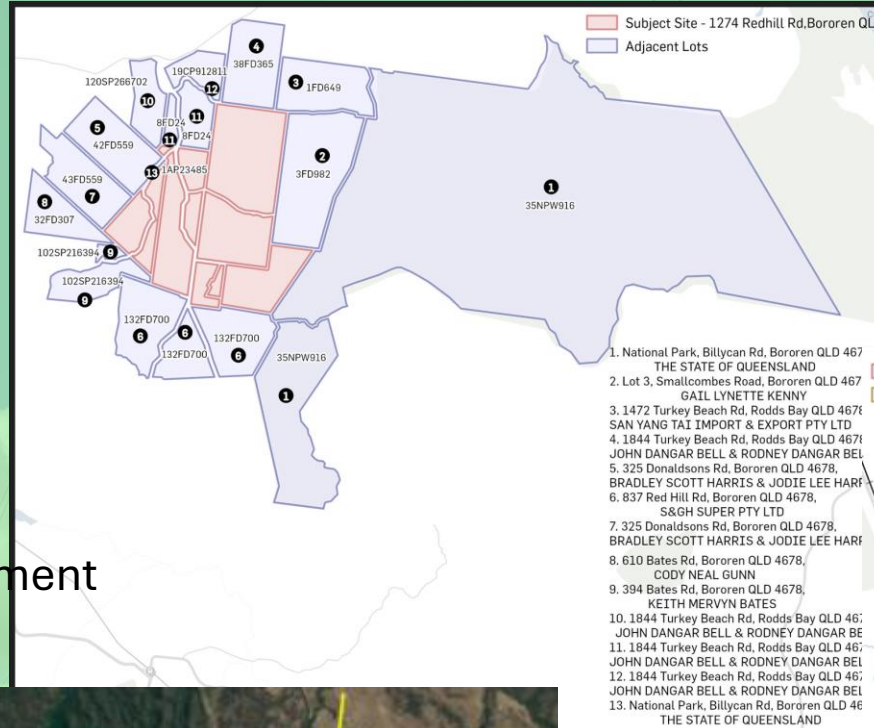 Subject Site - 1274 Redhill Rd,Bororen QL
Adjacent Lots
4
38FD365
19CP912811
12
3
1FD649
120SP266702
10
11
8FD24
8FD24
11
5
42FD559
2
3FD982
13
1AP23485
43FD559
7
1
35NPW916
8
32FD307
102SP216394
9
102SP216394
9
132FD700
6
6
132FD700
132FD700
6
35NPW916
1
1. National Park, Billycan Rd, Bororen QLD 467
THE STATE OF QUEENSLAND
2. Lot 3, Smallcombes Road, Bororen QLD 467
GAIL LYNETTE KENNY
3. 1472 Turkey Beach Rd, Rodds Bay QLD 4678
SAN YANG TAI IMPORT & EXPORT PTY LTD
4. 1844 Turkey Beach Rd, Rodds Bay QLD 4678
JOHN DANGAR BELL & RODNEY DANGAR BEL
5. 325 Donaldsons Rd, Bororen QLD 4678,
BRADLEY SCOTT HARRIS & JODIE LEE HARR
6. 837 Red Hill Rd, Bororen QLD 4678,
S&GH SUPER PTY LTD
7. 325 Donaldsons Rd, Bororen QLD 4678,
BRADLEY SCOTT HARRIS & JODIE LEE HARR
8. 610 Bates Rd, Bororen QLD 4678,
CODY NEAL GUNN
9. 394 Bates Rd, Bororen QLD 4678,
KEITH MERVYN BATES
10. 1844 Turkey Beach Rd, Rodds Bay QLD 467
JOHN DANGAR BELL & RODNEY DANGAR BE
11. 1844 Turkey Beach Rd, Rodds Bay QLD 467
JOHN DANGAR BELL & RODNEY DANGAR BEL
12. 1844 Turkey Beach Rd, Rodds Bay QLD 467
JOHN DANGAR BELL & RODNEY DANGAR BEL
13. National Park, Billycan Rd, Bororen QLD 46
THE STATE OF QUEENSLAND
ment